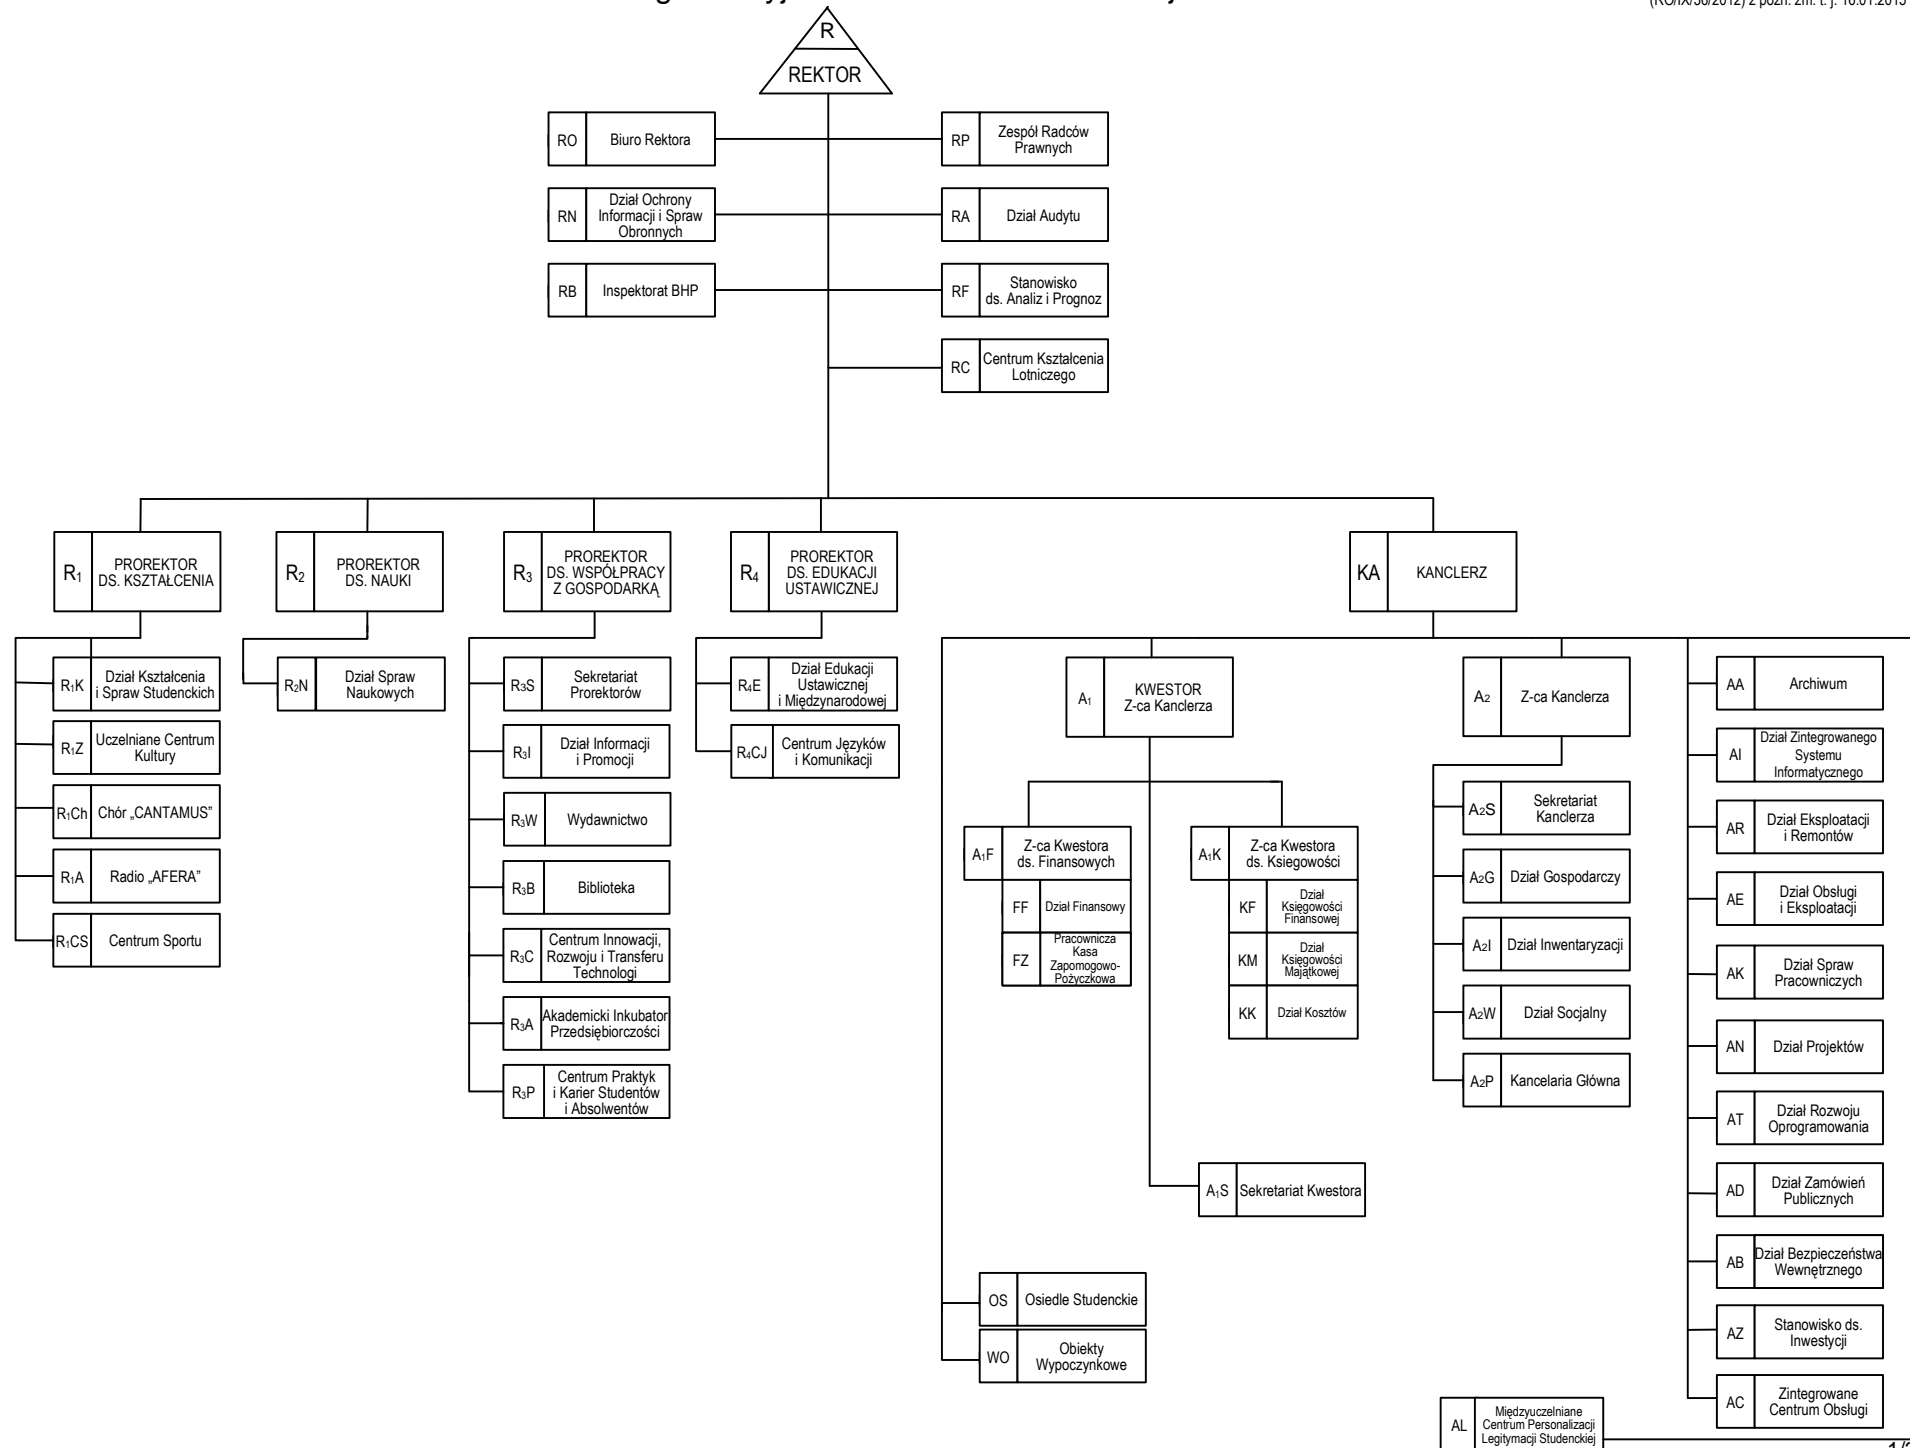 (RO/IX/36/2012) z późn. zm. t. j. 16.01.2015
R
REKTOR
RO
Biuro Rektora
RP
Zespół Radców
Prawnych
RN
Dział Ochrony
Informacji i Spraw
Obronnych
RA
Dział Audytu
RB
Inspektorat BHP
RF
Stanowisko
ds. Analiz i Prognoz
RC
Centrum Kształcenia
Lotniczego
R1
PROREKTOR
DS. KSZTAŁCENIA
R2
PROREKTOR
DS. NAUKI
R3
PROREKTOR
DS. WSPÓŁPRACY
Z GOSPODARKĄ
R4
PROREKTOR
DS. EDUKACJI
USTAWICZNEJ
KA
KANCLERZ
R1K
Dział Kształcenia
i Spraw Studenckich
R1Z
Uczelniane Centrum
Kultury
R1Ch
Chór „CANTAMUS”
R1A
Radio „AFERA”
R1CS
Centrum Sportu
R2N
Dział Spraw
Naukowych
R3S
Sekretariat
Prorektorów
R3I
Dział Informacji
i Promocji
R3W
Wydawnictwo
R3B
Biblioteka
R3C
Centrum Innowacji,
Rozwoju i Transferu
Technologi
R3A
Akademicki Inkubator
Przedsiębiorczości
R3P
Centrum Praktyk
i Karier Studentów
i Absolwentów
R4E
Dział Edukacji
Ustawicznej
i Międzynarodowej
R4CJ
Centrum Języków
i Komunikacji
A1
KWESTOR
Z-ca Kanclerza
A1F
Z-ca Kwestora
ds. Finansowych
FF
Dział Finansowy
FZ
Pracownicza
Kasa
Zapomogowo-
Pożyczkowa
A1K
Z-ca Kwestora
ds. Ksiegowości
KF
Dział
Księgowości
Finansowej
KM
Dział
Księgowości
Majątkowej
KK
Dział Kosztów
A1S
Sekretariat Kwestora
OS
Osiedle Studenckie
WO
Obiekty
Wypoczynkowe
A2
Z-ca Kanclerza
A2S
Sekretariat
Kanclerza
A2G
Dział Gospodarczy
A2I
Dział Inwentaryzacji
A2W
Dział Socjalny
A2P
Kancelaria Główna
AA
Archiwum
AI
Dział Zintegrowanego
Systemu
Informatycznego
AR
Dział Eksploatacji
i Remontów
AE
Dział Obsługi
i Eksploatacji
AK
Dział Spraw
Pracowniczych
AN
Dział Projektów
AT
Dział Rozwoju
Oprogramowania
AD
Dział Zamówień
Publicznych
AB
Dział Bezpieczeństwa
Wewnętrznego
AZ
Stanowisko ds.
Inwestycji
AC
Zintegrowane
Centrum Obsługi
AL
Międzyuczelniane
Centrum Personalizacji
Legitymacji Studenckiej